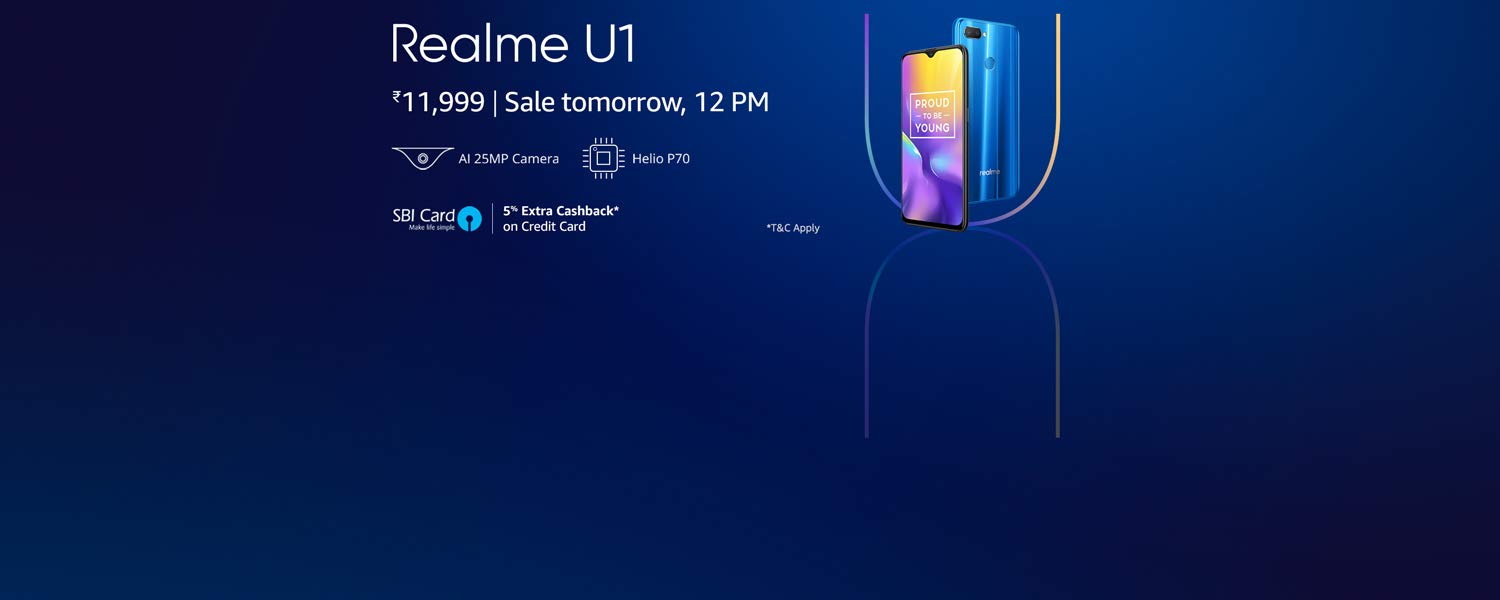 Realme U1
₹11,999 | Sale tomorrow, 12 PM
AI 25MP Camera
Helio P70
SBI Card
Make life simple
5% Extra Cashback*
on Credit Card
*T&C Apply
PROUD
TO BE
YOUNG
realme